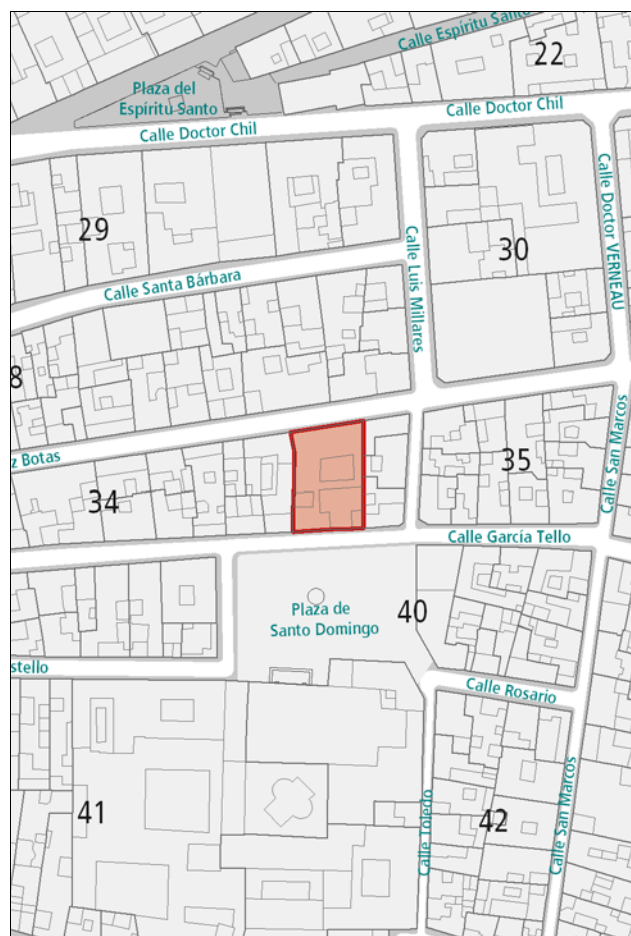 Calle Espíritu Santo
22
Plaza del
Espíritu Santo
Calle Doctor Chil
Calle Doctor Chil
29
Calle Doctor VERNEAU
30
Calle Luis Millares
Calle Santa Bárbara
8
z Botas
34
35
Calle San Marcos
Calle García Tello
Plaza de
Santo Domingo
40
stello
Calle Rosario
41
Calle Toledo
42
Calle San Marcos